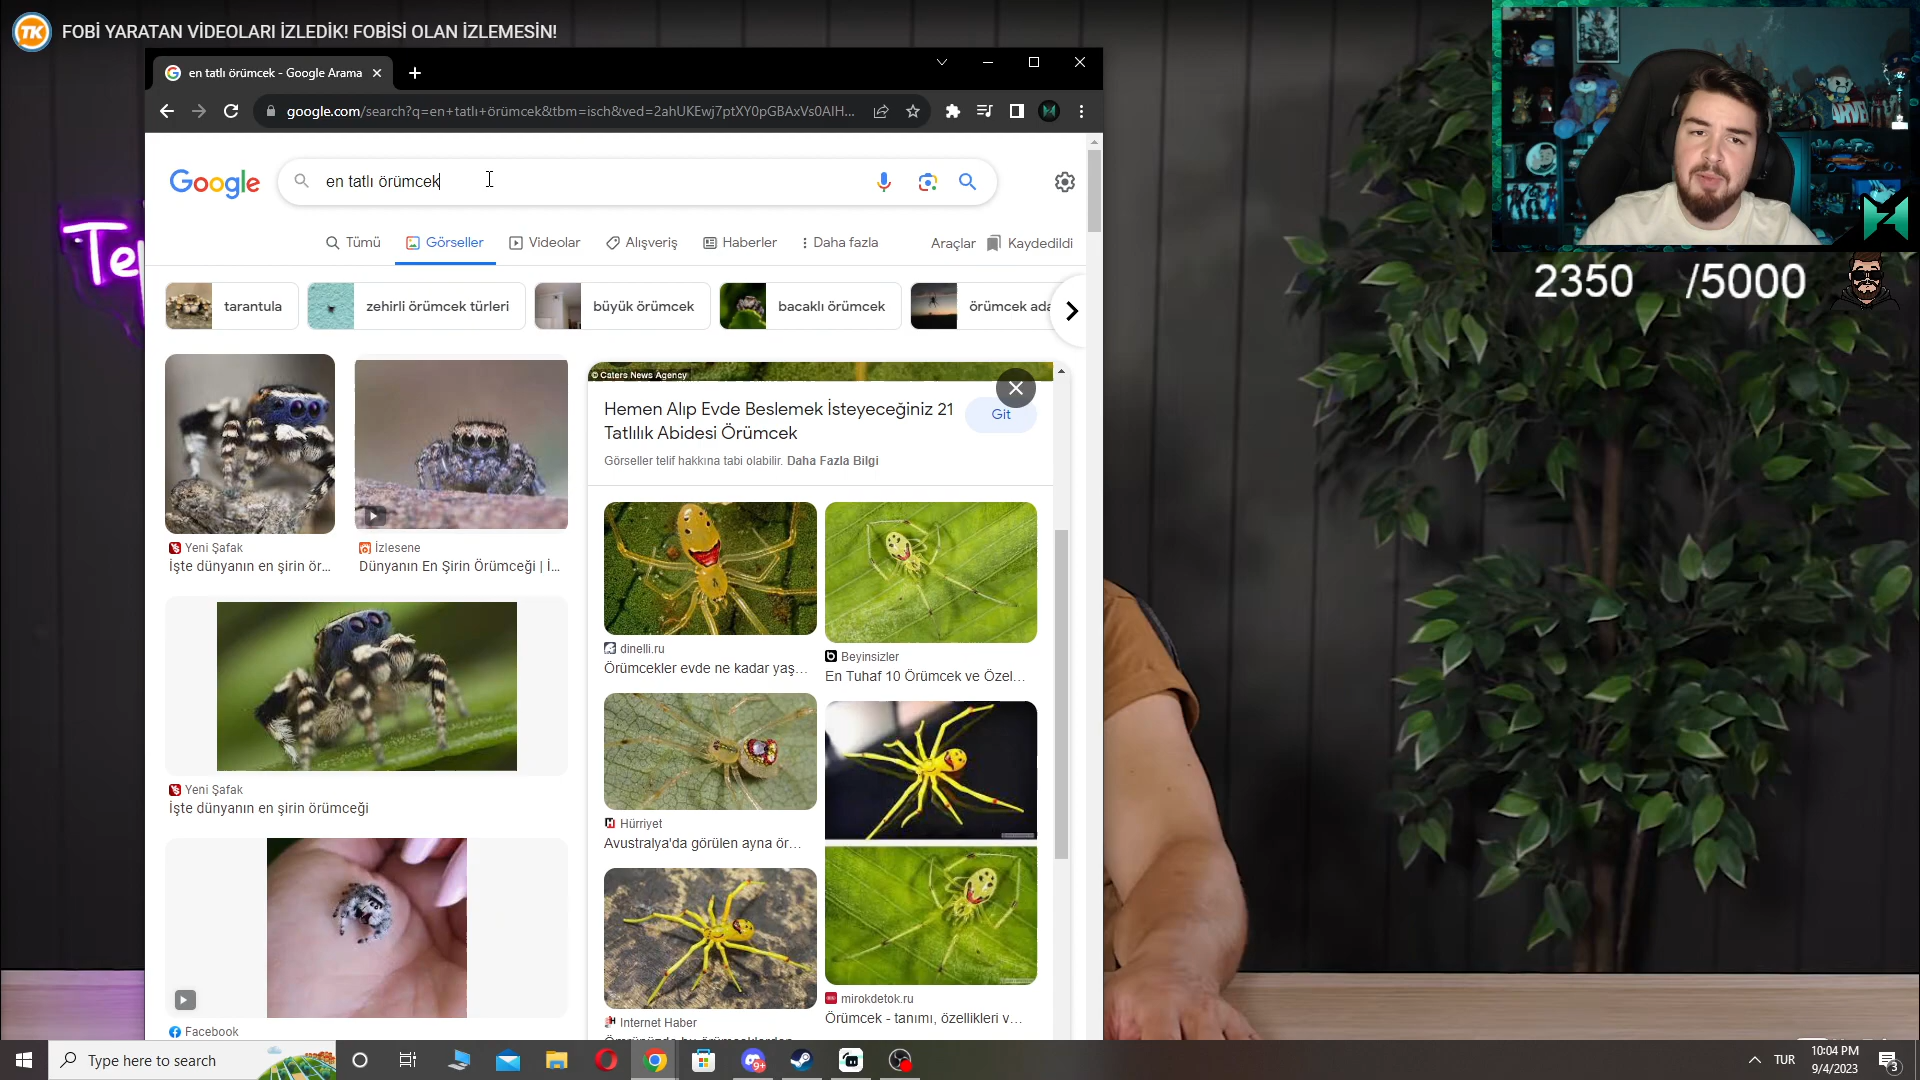 TK FOBİ YARATAN VİDEOLARI İZLEDİK! FOBİSİ OLAN İZLEMESİN!
en tatlı örümcek - Google Arama
google.com/search?q=en+tatlı+örümcek&tbm=isch&ved=2ahUKEwj7ptXY0pGBAxVs0AIH...
Google
en tatlı örümcek
Tümü
Görseller
Videolar
Alışveriş
Haberler
Daha fazla
Araçlar
Kaydedildi
tarantula
zehirli örümcek türleri
büyük örümcek
bacaklı örümcek
örümcek ada
2350 /5000
MARVEL
Z
Tel
© Caters News Agency
Hemen Alıp Evde Beslemek İsteyeceğiniz 21
Tatlılık Abidesi Örümcek
Git
Görseller telif hakkına tabi olabilir. Daha Fazla Bilgi
Yeni Şafak
İşte dünyanın en şirin ör...
İzlesene
Dünyanın En Şirin Örümceği | İ...
Yeni Şafak
İşte dünyanın en şirin örümceği
Facebook
dinelli.ru
Örümcekler evde ne kadar yaş...
Beyinsizler
En Tuhaf 10 Örümcek ve Özel...
Hürriyet
Avustralya'da görülen ayna ör...
Internet Haber
mirokdetok.ru
Örümcek - tanımı, özellikleri v...
Type here to search
9+
TUR
10:04 PM
9/4/2023
3